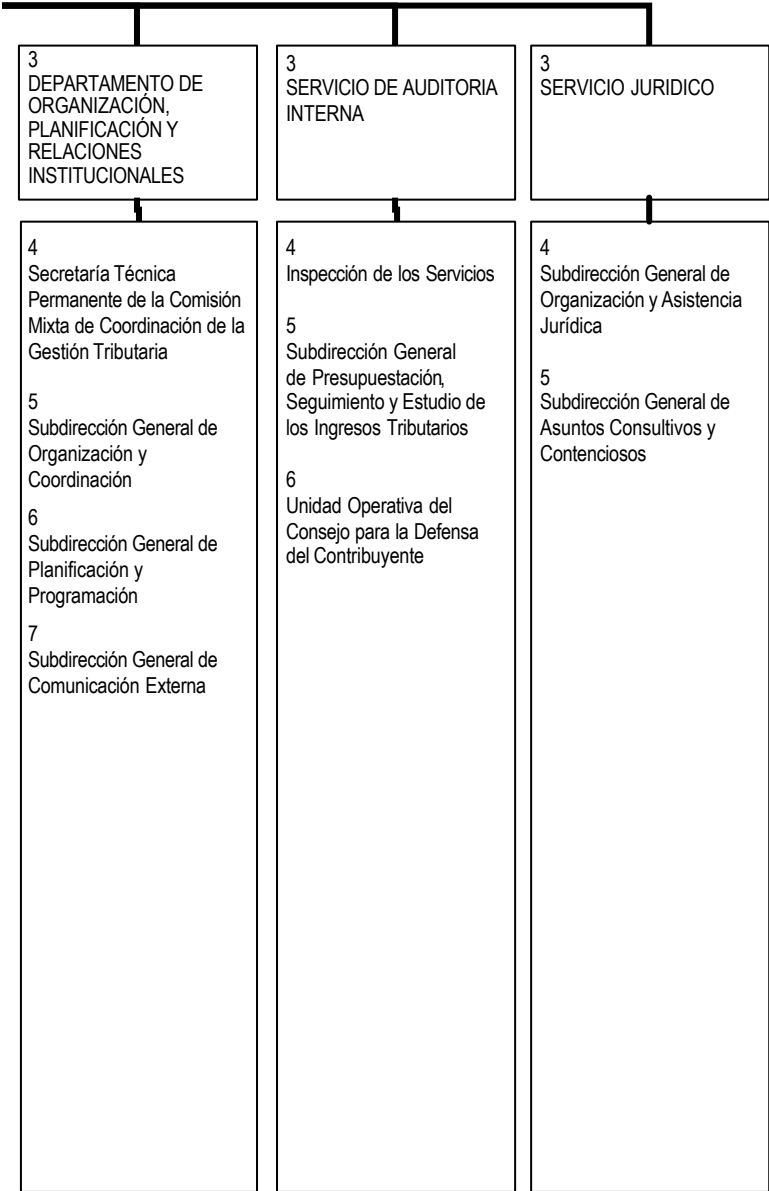 3
DEPARTAMENTO DE
ORGANIZACIÓN,
PLANIFICACIÓN Y
RELACIONES
INSTITUCIONALES
4
Secretaría Técnica
Permanente de la Comisión
Mixta de Coordinación de la
Gestión Tributaria
5
Subdirección General de
Organización y
Coordinación
6
Subdirección General de
Planificación y
Programación
7
Subdirección General de
Comunicación Externa
3
SERVICIO DE AUDITORIA
INTERNA
4
Inspección de los Servicios
5
Subdirección General
de Presupuestación,
Seguimiento y Estudio de
los Ingresos Tributarios
6
Unidad Operativa del
Consejo para la Defensa
del Contribuyente
3
SERVICIO JURIDICO
4
Subdirección General de
Organización y Asistencia
Jurídica
5
Subdirección General de
Asuntos Consultivos y
Contenciosos